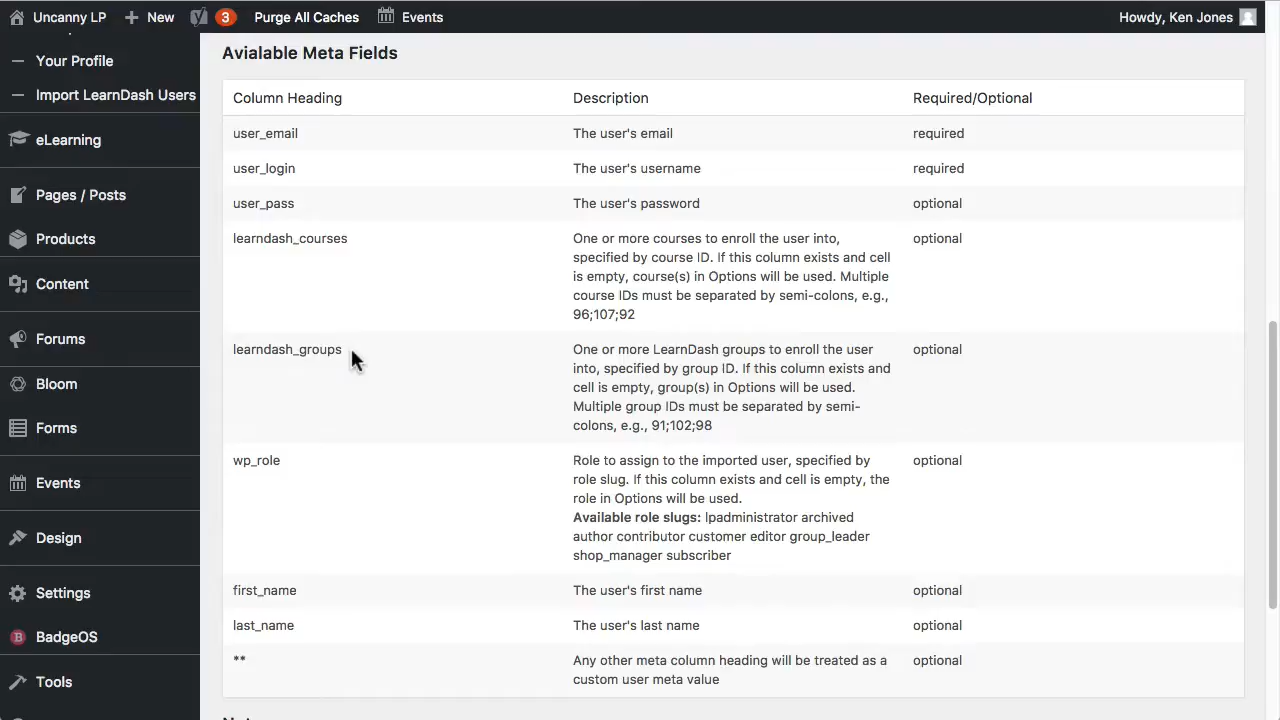 Uncanny LP + New 3 Purge All Caches Events Howdy, Ken Jones
Your Profile
Import LearnDash Users
eLearning
Pages / Posts
Products
Content
Forums
Bloom
Forms
Events
Design
Settings
B BadgeOS
Tools
Avialable Meta Fields
Column Heading Description Required/Optional
user_email The user's email required
user_login The user's username required
user_pass The user's password optional
learndash_courses One or more courses to enroll the user into, optional
specified by course ID. If this column exists and cell
is empty, course(s) in Options will be used. Multiple
course IDs must be separated by semi-colons, e.g.,
96;107;92
learndash_groups One or more LearnDash groups to enroll the user optional
into, specified by group ID. If this column exists and
cell is empty, group(s) in Options will be used.
Multiple group IDs must be separated by semi-
colons, e.g., 91;102;98
wp_role Role to assign to the imported user, specified by optional
role slug. If this column exists and cell is empty, the
role in Options will be used.
Available role slugs: lpadministrator archived
author contributor customer editor group_leader
shop_manager subscriber
first_name The user's first name optional
last_name The user's last name optional
** Any other meta column heading will be treated as a optional
custom user meta value